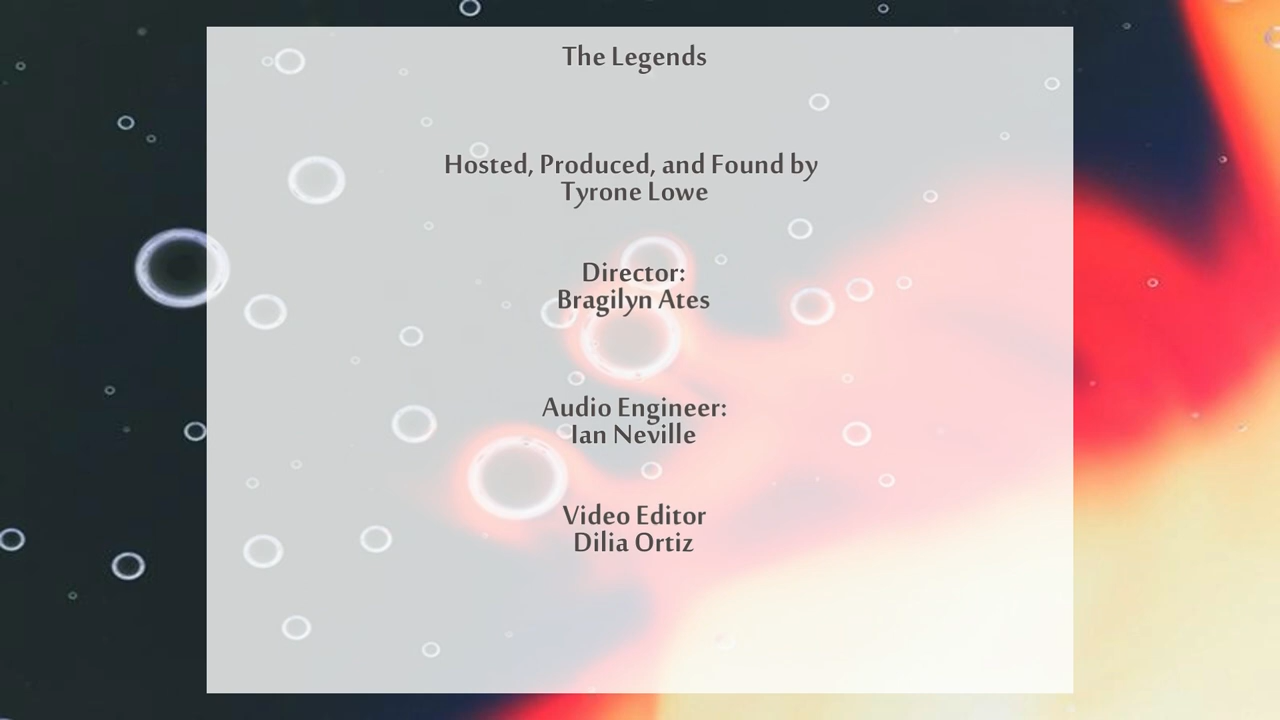 The Legends
Hosted, Produced, and Found by
Tyrone Lowe
Director:
Bragilyn Ates
Audio Engineer:
Ian Neville
Video Editor
Dilia Ortiz